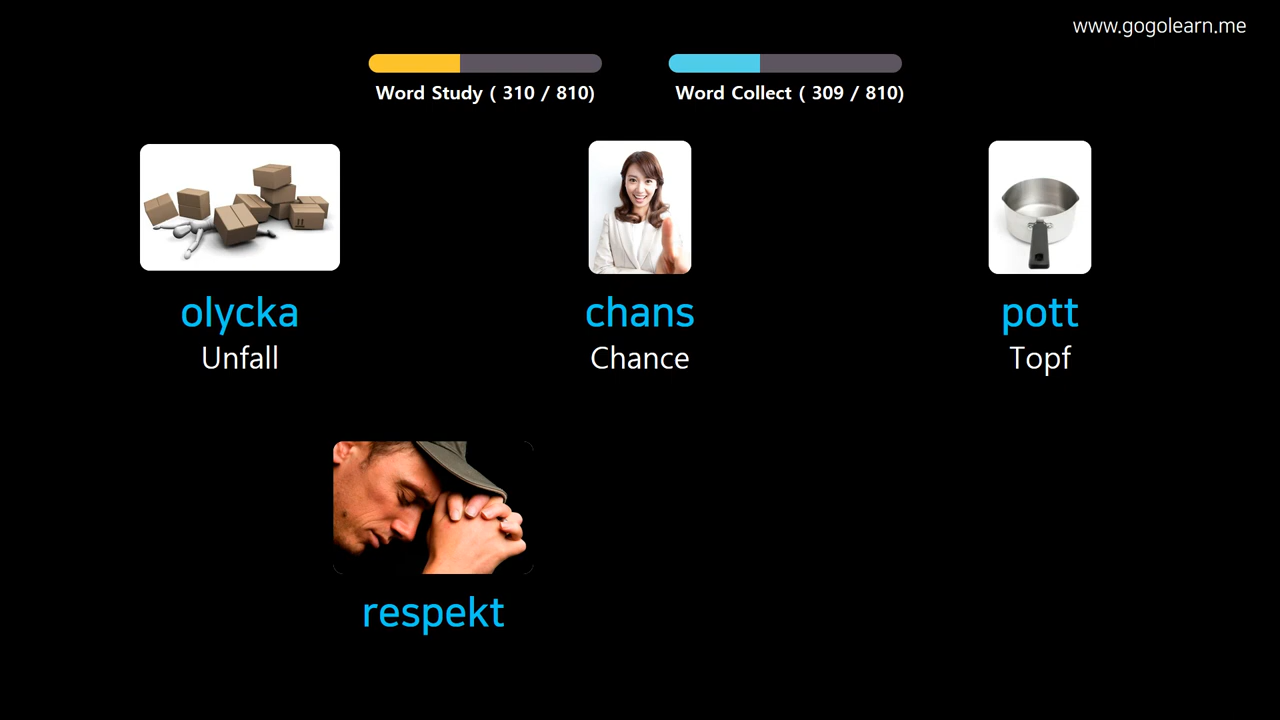 www.gogolearn.me
Word Study ( 310 / 810)
Word Collect ( 309 / 810)
olycka
Unfall
chans
Chance
pott
Topf
respekt